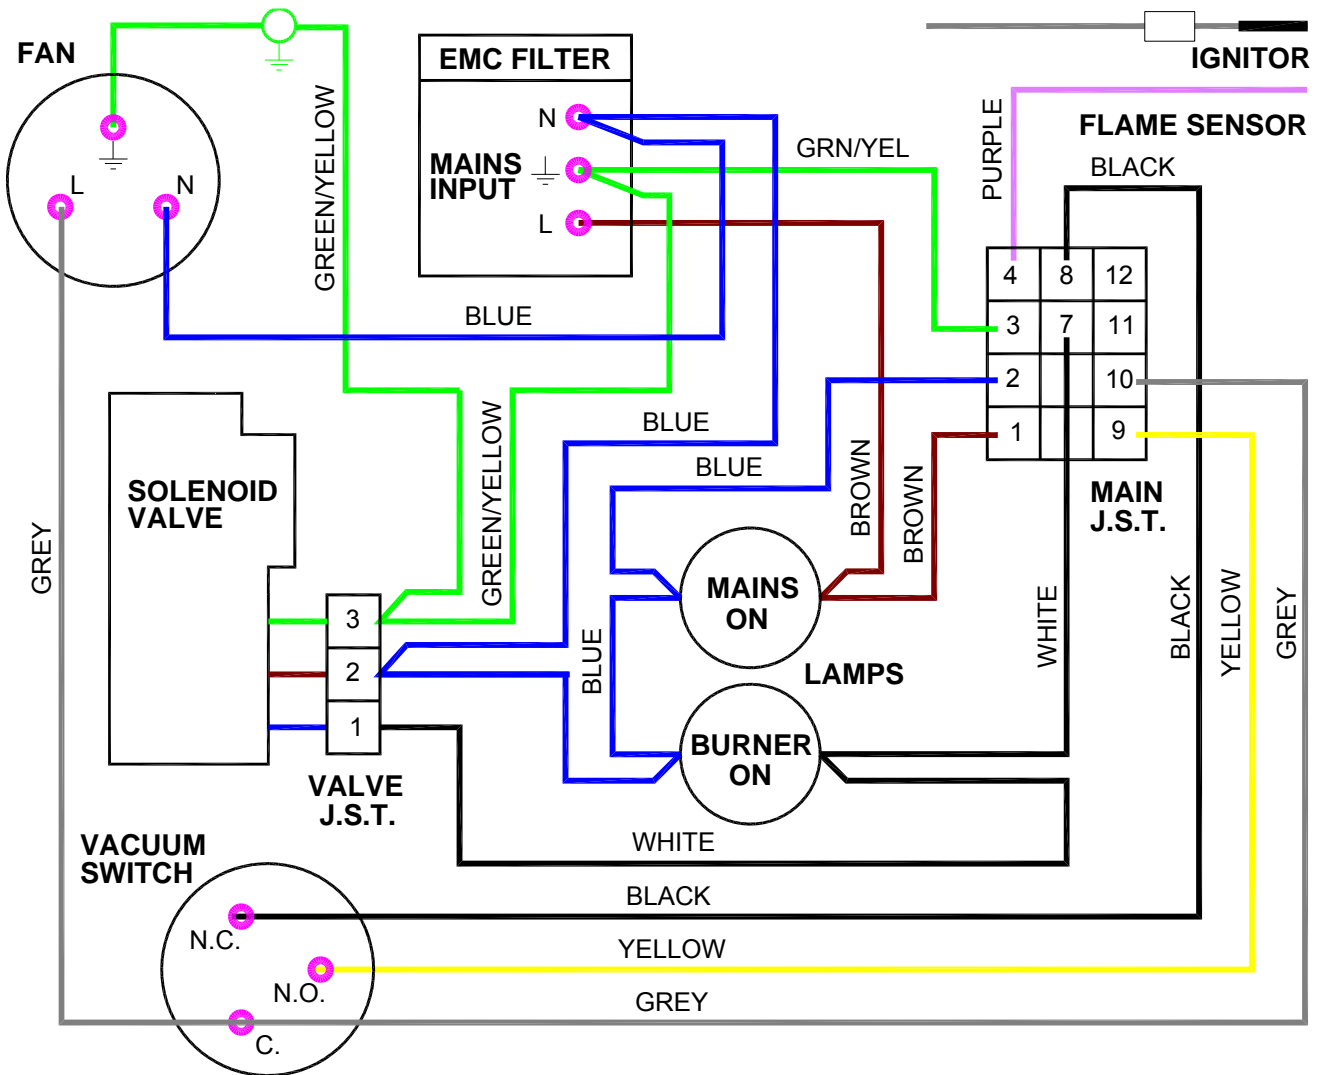 FAN
EMC FILTER
IGNITOR
N
MAINS
INPUT
L
GRN/YEL
PURPLE
FLAME SENSOR
BLACK
L
N
GREEN/YELLOW
BLUE
4
8
12
3
7
11
2
10
1
9
MAIN
J.S.T.
BLUE
BLUE
BROWN
BROWN
GREEN/YELLOW
SOLENOID
VALVE
GREY
MAINS
ON
LAMPS
BLUE
WHITE
BLACK
YELLOW
GREY
3
2
1
BURNER
ON
VALVE
J.S.T.
WHITE
VACUUM
SWITCH
BLACK
N.C.
YELLOW
N.O.
GREY
C.